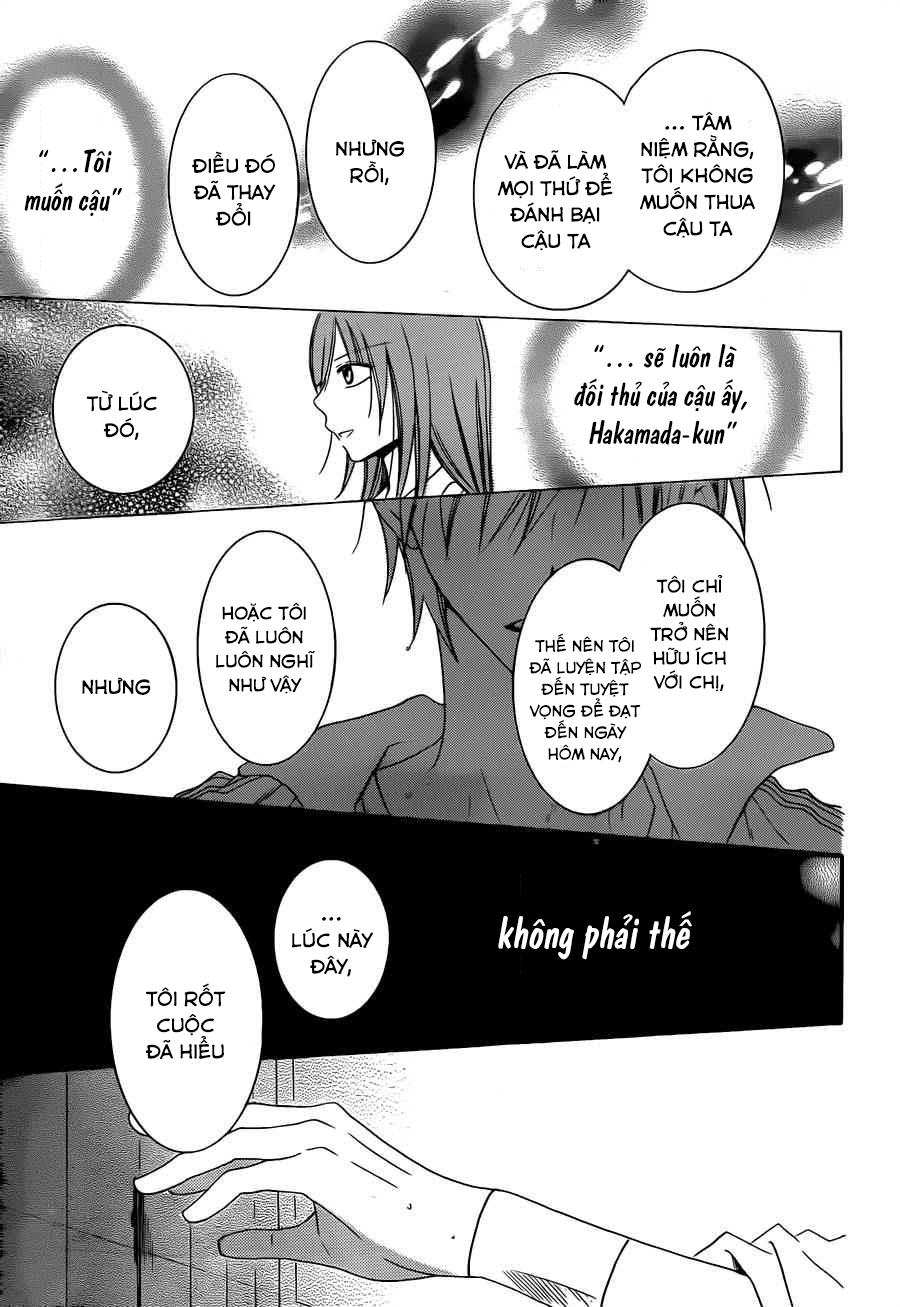 ... TÂM
NIỆM RẰNG,
TÔI KHÔNG
MUỐN THUA
CẬU TA
VÀ ĐÃ LÀM
MỌI THỨ ĐỂ
ĐÁNH BẠI
CẬU TA
NHƯNG
RỒI,
ĐIỀU ĐÓ
ĐÃ THAY
ĐỔI
“...Tôi
muốn cậu”
“... sẽ luôn là
đối thủ của cậu ấy,
Hakamada-kun”
TỪ LÚC
ĐÓ,
TÔI CHỈ
MUỐN
TRỞ NÊN
HỮU ÍCH
VỚI CHỊ,
THẾ NÊN TÔI
ĐÃ LUYỆN TẬP
ĐẾN TUYỆT
VỌNG ĐỂ ĐẠT
ĐẾN NGÀY
HÔM NAY,
HOẶC TÔI
ĐÃ LUÔN
LUÔN NGHĨ
NHƯ VẬY
NHƯNG
không phải thế
...
LÚC NÀY
ĐÂY,
TÔI RỐT
CUỘC
ĐÃ HIỂU